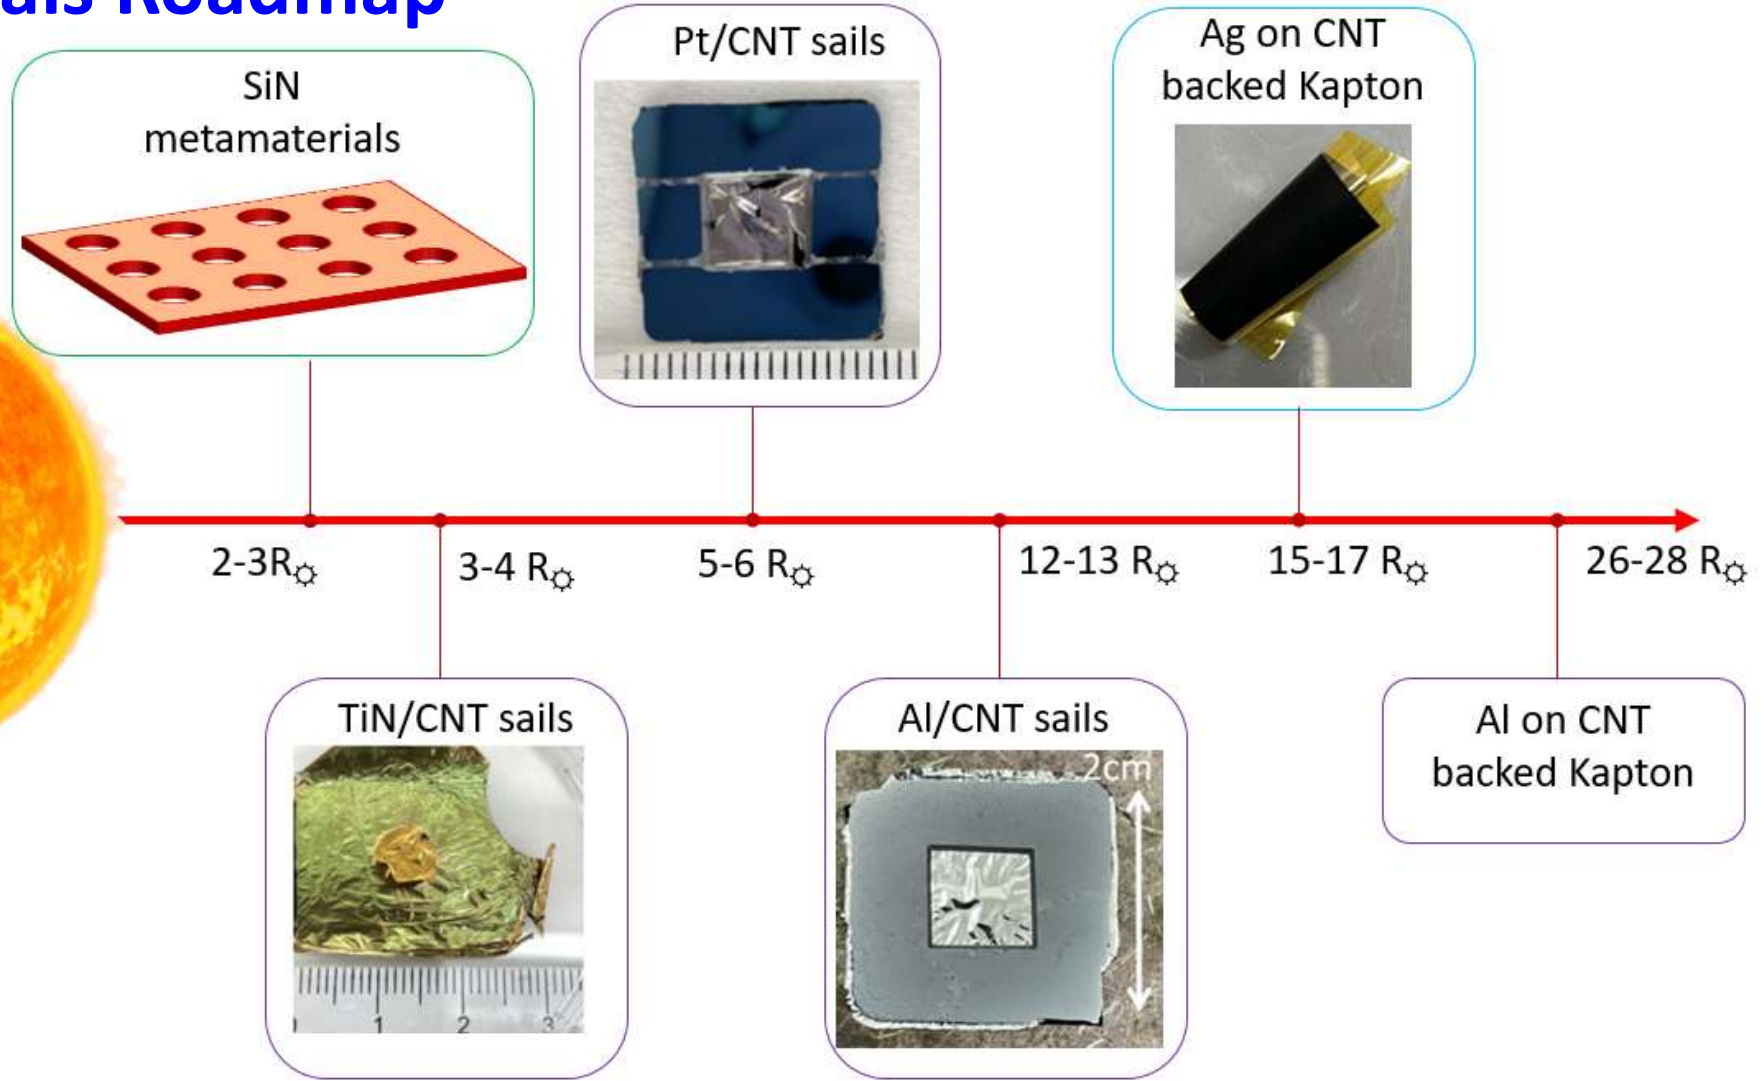 Roadmap
SiN
metamaterials
Pt/CNT sails
Ag on CNT
backed Kapton
2-3R☼
3-4 R☼
5-6 R☼
12-13 R☼
15-17 R☼
26-28 R☼
TiN/CNT sails
1 2 3
Al/CNT sails
2cm
Al on CNT
backed Kapton